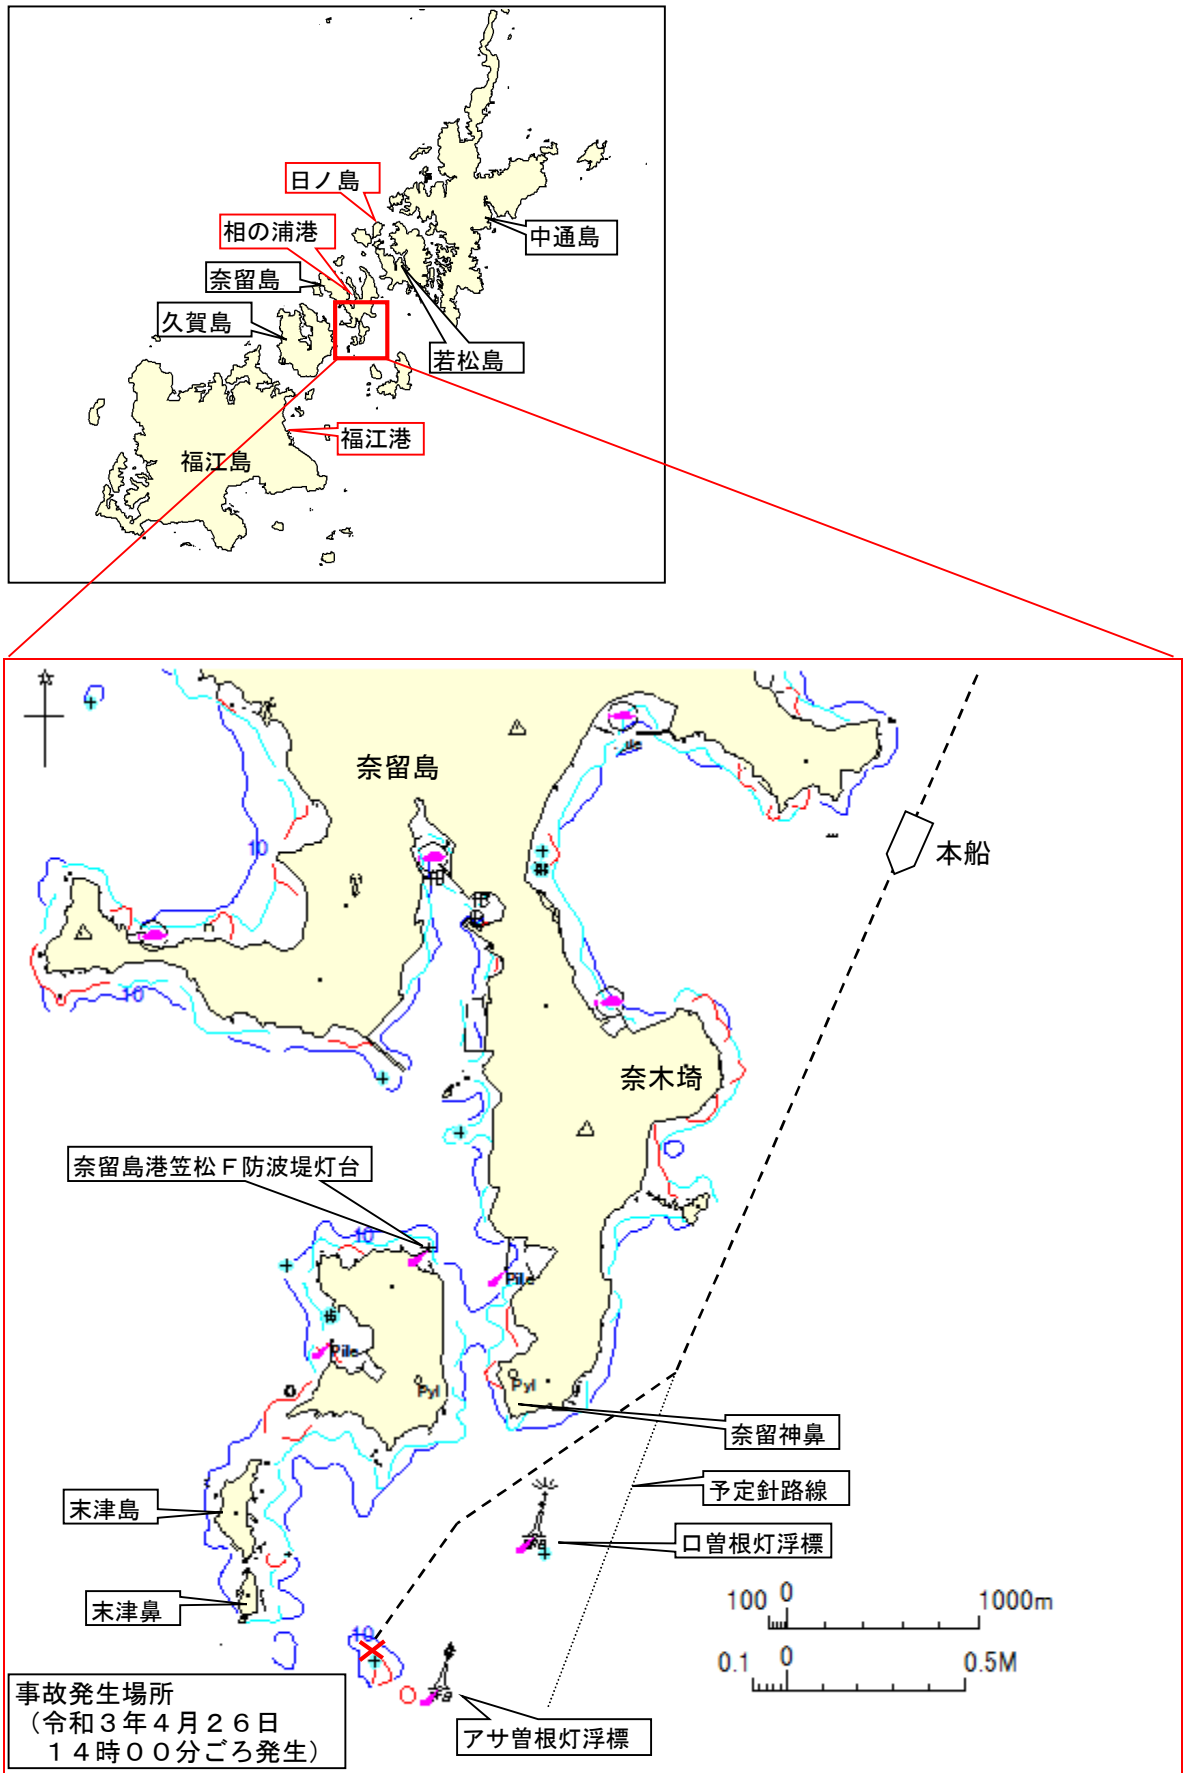 日ノ島
相の浦港
中通島
奈留島
久賀島
若松島
福江港
福江島
奈留島
10
本船
10
奈木埼
奈留島港笠松F防波堤灯台
10
Pile
Pile
Pyl
Pyl
奈留神鼻
予定針路線
末津島
口曽根灯浮標
末津鼻
100 0 1000m
10
0.1 0 0.5M
事故発生場所
(令和3年4月26日
14時00分ごろ発生)
アサ曽根灯浮標